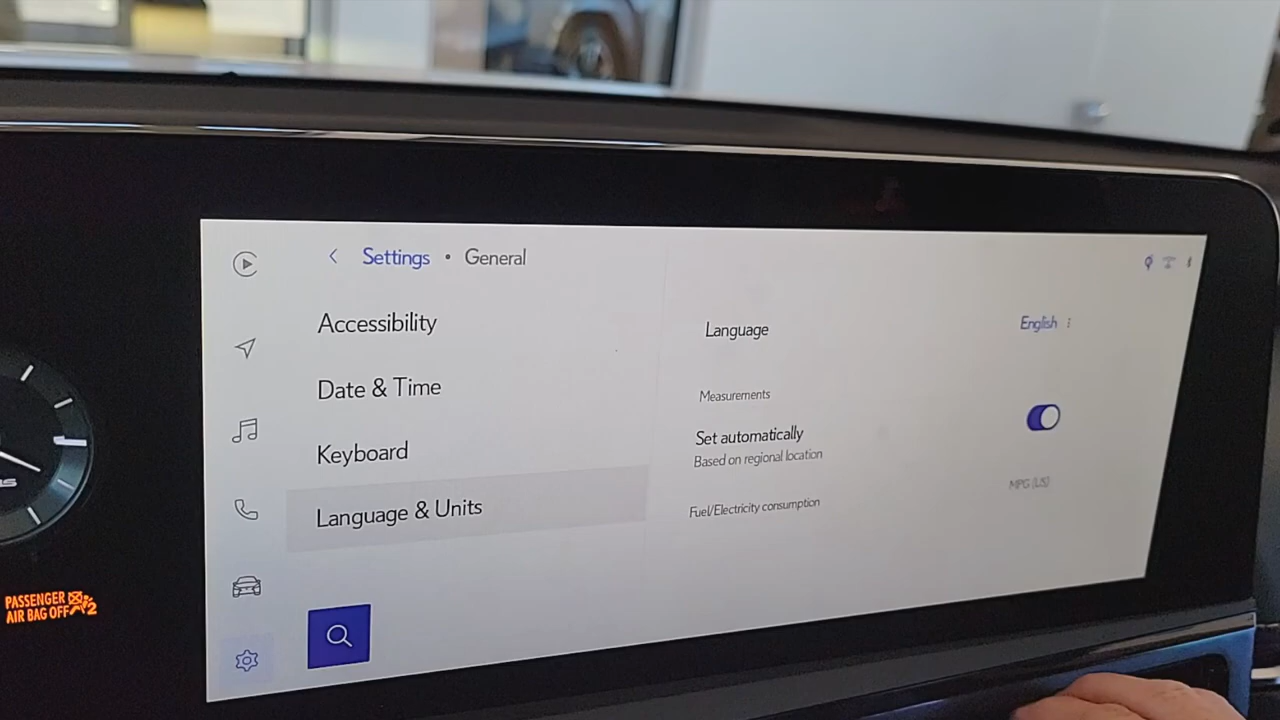 Settings • General
Accessibility
Date & Time
Keyboard
Language & Units
Language
English
Measurements
Set automatically
Based on regional location
Fuel/Electricity consumption
MPG (US)
PASSENGER
AIR BAG OFF 2